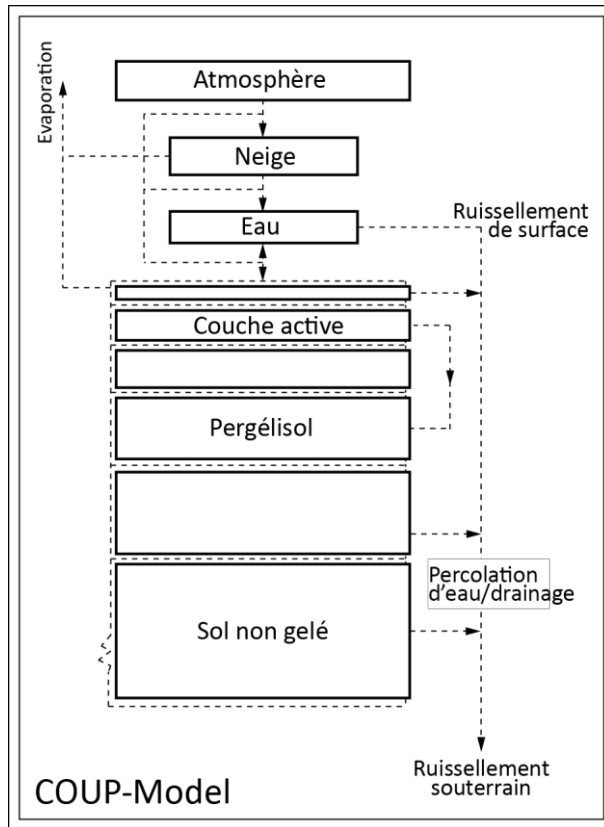 Evaporation
Atmosphère
Neige
Eau
Ruissellement
de surface
Couche active
Pergélisol
Percolation
d'eau/drainage
Sol non gelé
Ruissellement
souterrain
COUP-Model